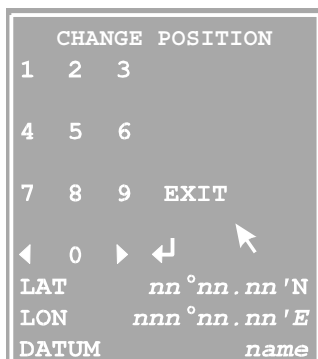 CHANGE POSITION
1 2 3
4 5 6
7 8 9 EXIT
◀ 0 ▶ ↵
LAT nn°nn.nn'N
LON nnn°nn.nn'E
DATUM name